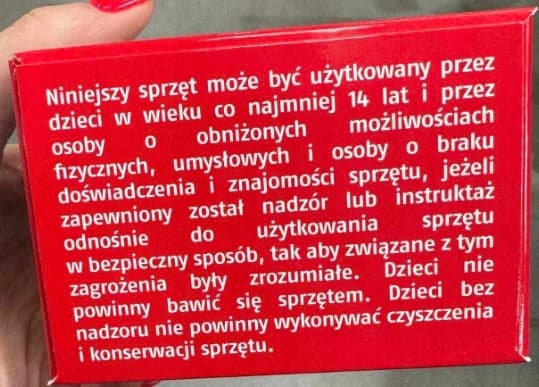 Niniejszy sprzęt może być użytkowany przez
dzieci w wieku co najmniej 14 lat i przez
osoby o obniżonych możliwościach
fizycznych, umysłowych i osoby o braku
doświadczenia i znajomości sprzętu, jeżeli
zapewniony został nadzór lub instruktaż
odnośnie do użytkowania sprzętu
w bezpieczny sposób, tak aby związane z tym
zagrożenia były zrozumiałe. Dzieci nie
powinny bawić się sprzętem. Dzieci bez
nadzoru nie powinny wykonywać czyszczenia
i konserwacji sprzętu.